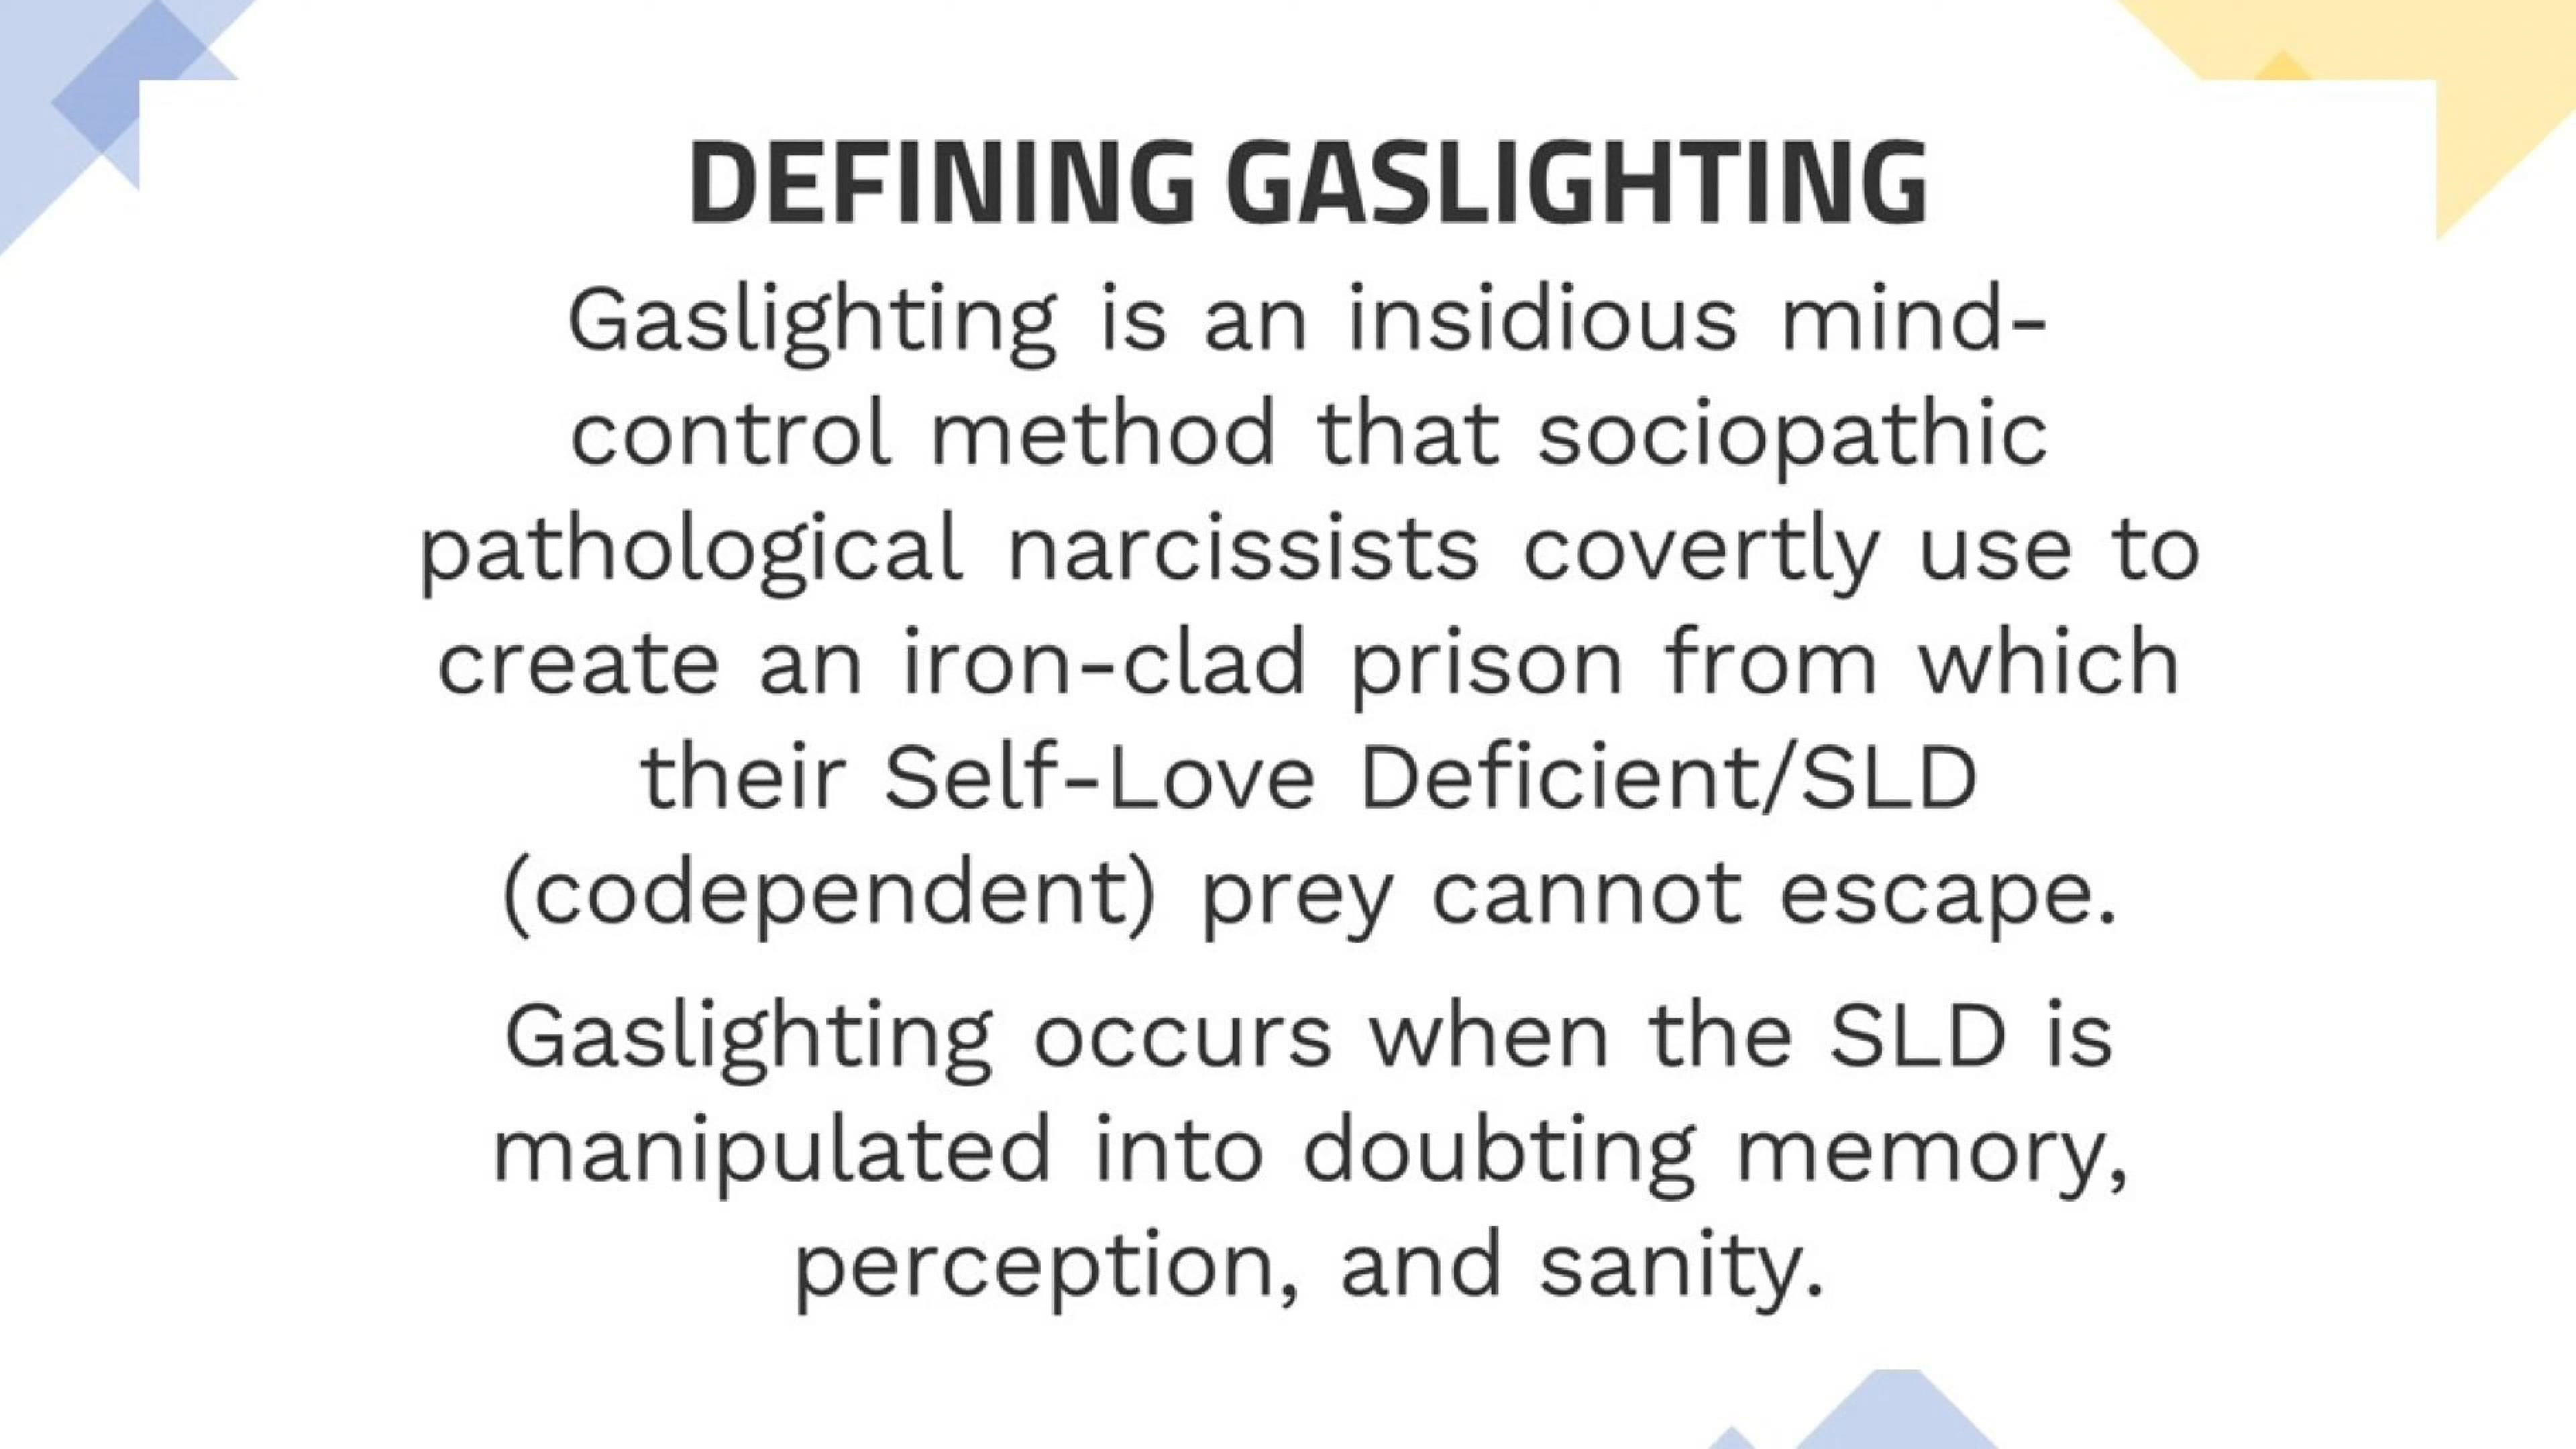 DEFINING GASLIGHTING
Gaslighting is an insidious mind-
control method that sociopathic
pathological narcissists covertly use to
create an iron-clad prison from which
their Self-Love Deficient/SLD
(codependent) prey cannot escape.
Gaslighting occurs when the SLD is
manipulated into doubting memory,
perception, and sanity.